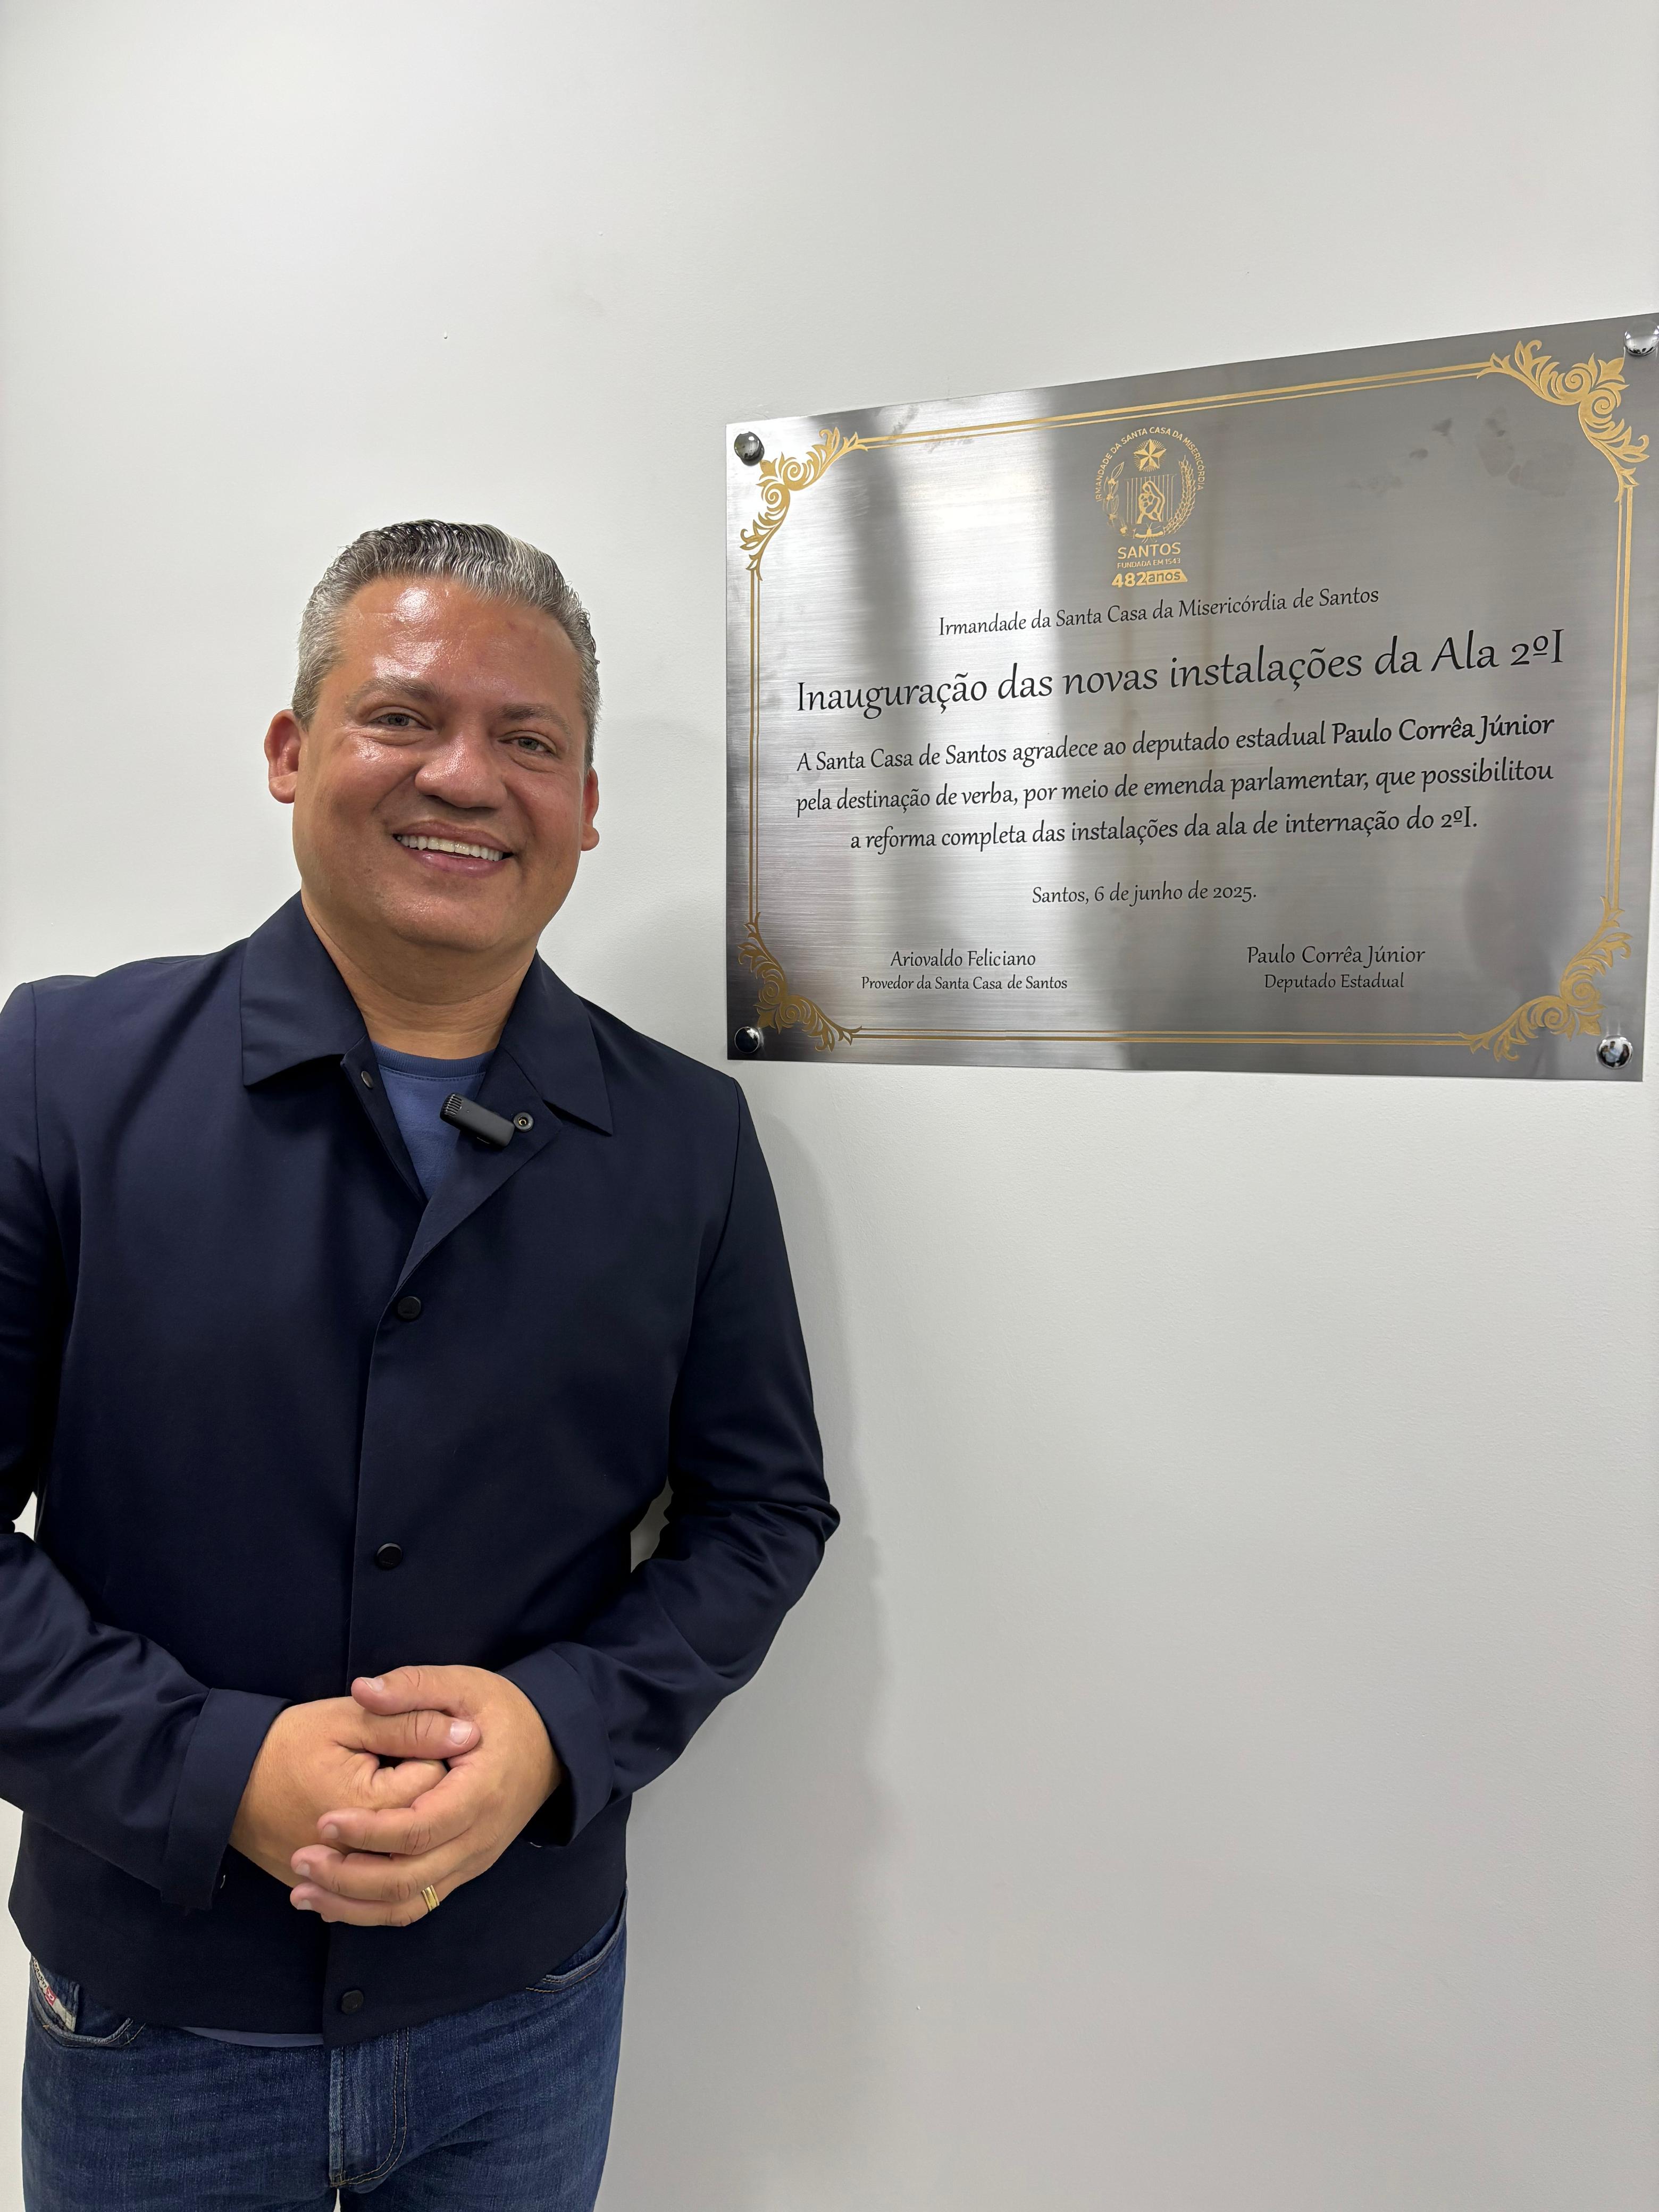 IRMANDADE DA SANTA CASA DA MISERICÓRDIA
SANTOS
FUNDADA EM 1543
482anos
Irmandade da Santa Casa da Misericórdia de Santos
Inauguração das novas instalações da Ala 2ºI
A Santa Casa de Santos agradece ao deputado estadual Paulo Corrêa Júnior
pela destinação de verba, por meio de emenda parlamentar, que possibilitou
a reforma completa das instalações da ala de internação do 2ºI.
Santos, 6 de junho de 2025.
Ariovaldo Feliciano
Provedor da Santa Casa de Santos
Paulo Corrêa Júnior
Deputado Estadual